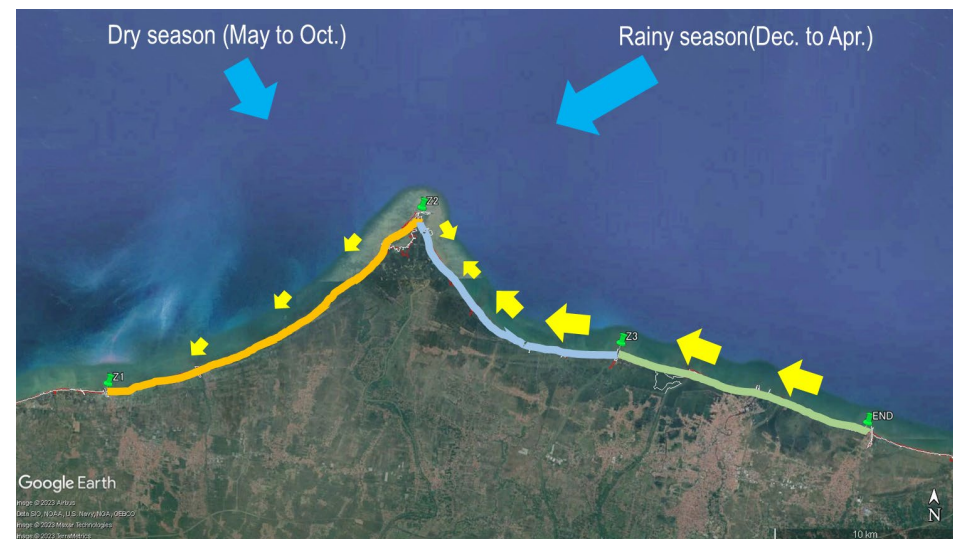 Dry season (May to Oct.)
Rainy season(Dec. to Apr.)
Z2
Z3
Z1
END
Google Earth
Image © 2023 Airbus
Data SIO, NOAA, U.S. Navy, NGA, GEBCO
Image © 2023 Maxar Technologies
Image © 2023 TerraMetrics
10 km
N